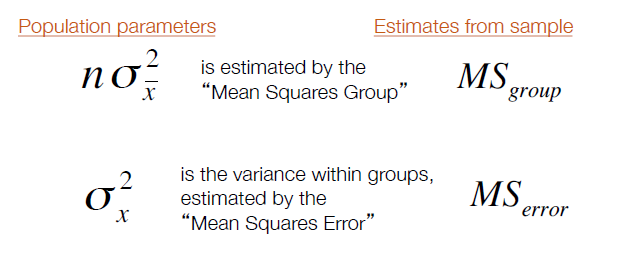 Population parameters Estimates from sample
nσ²x̅ is estimated by the “Mean Squares Group” MSgroup
σ²x is the variance within groups, estimated by the “Mean Squares Error” MSerror